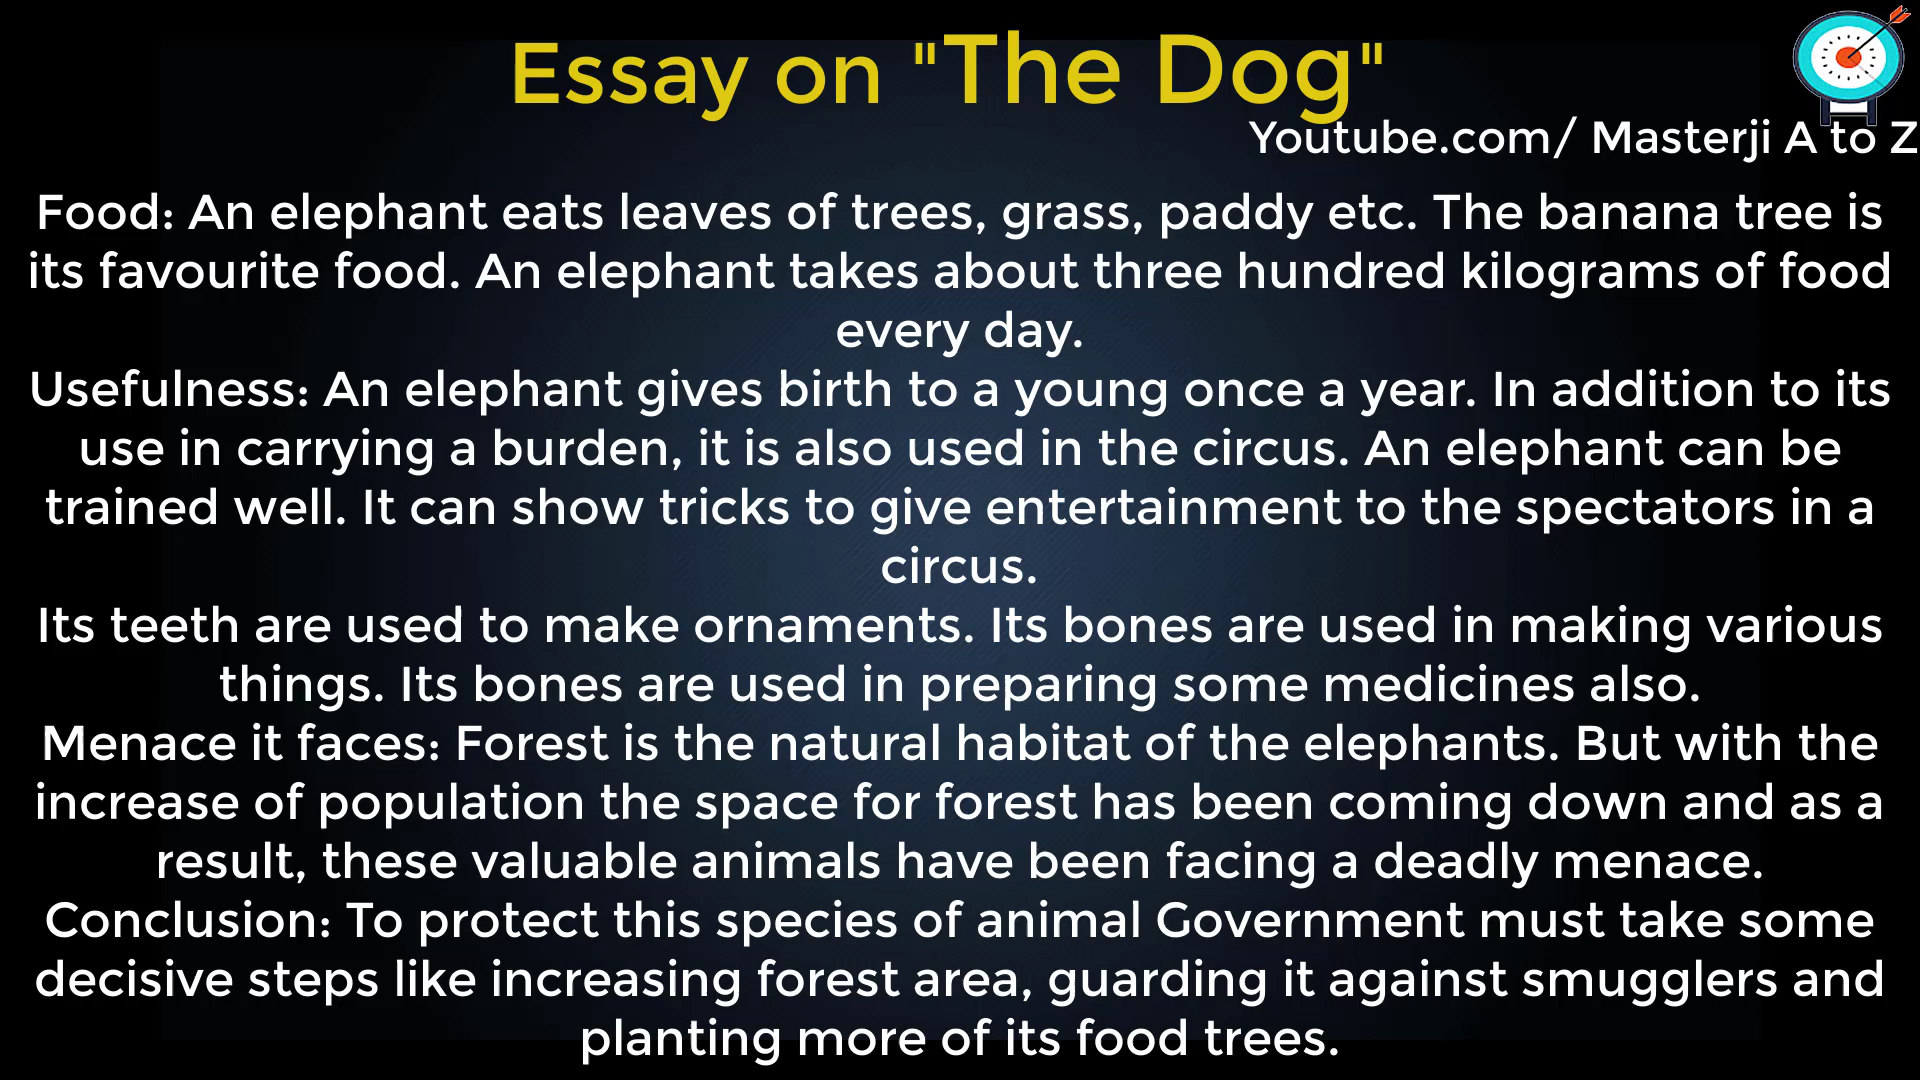 Essay on "The Dog"
Youtube.com/ Masterji A to Z
Food: An elephant eats leaves of trees, grass, paddy etc. The banana tree is
its favourite food. An elephant takes about three hundred kilograms of food
every day.
Usefulness: An elephant gives birth to a young once a year. In addition to its
use in carrying a burden, it is also used in the circus. An elephant can be
trained well. It can show tricks to give entertainment to the spectators in a
circus.
Its teeth are used to make ornaments. Its bones are used in making various
things. Its bones are used in preparing some medicines also.
Menace it faces: Forest is the natural habitat of the elephants. But with the
increase of population the space for forest has been coming down and as a
result, these valuable animals have been facing a deadly menace.
Conclusion: To protect this species of animal Government must take some
decisive steps like increasing forest area, guarding it against smugglers and
planting more of its food trees.